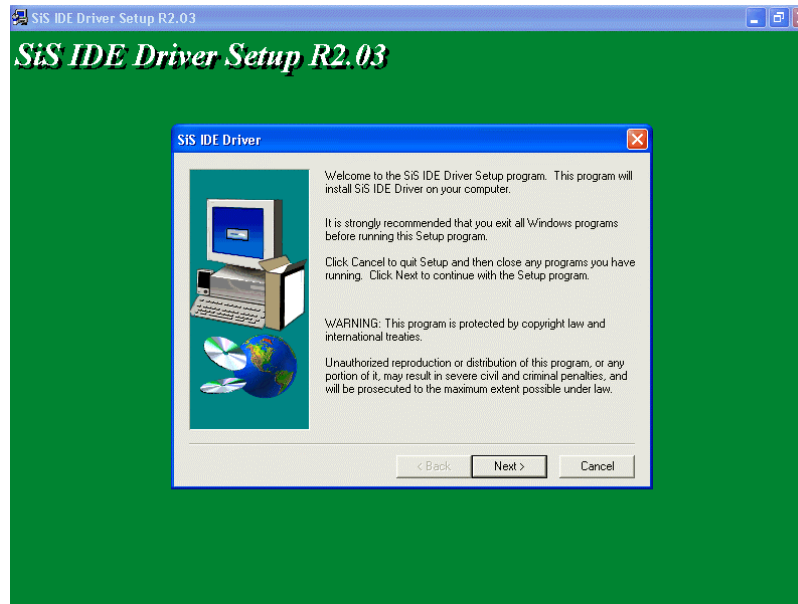 SiS IDE Driver Setup R2.03
SiS IDE Driver Setup R2.03
SiS IDE Driver
Welcome to the SiS IDE Driver Setup program. This program will
install SiS IDE Driver on your computer.
It is strongly recommended that you exit all Windows programs
before running this Setup program.
Click Cancel to quit Setup and then close any programs you have
running. Click Next to continue with the Setup program.
WARNING: This program is protected by copyright law and
international treaties.
Unauthorized reproduction or distribution of this program, or any
portion of it, may result in severe civil and criminal penalties, and
will be prosecuted to the maximum extent possible under law.
< Back
Next >
Cancel